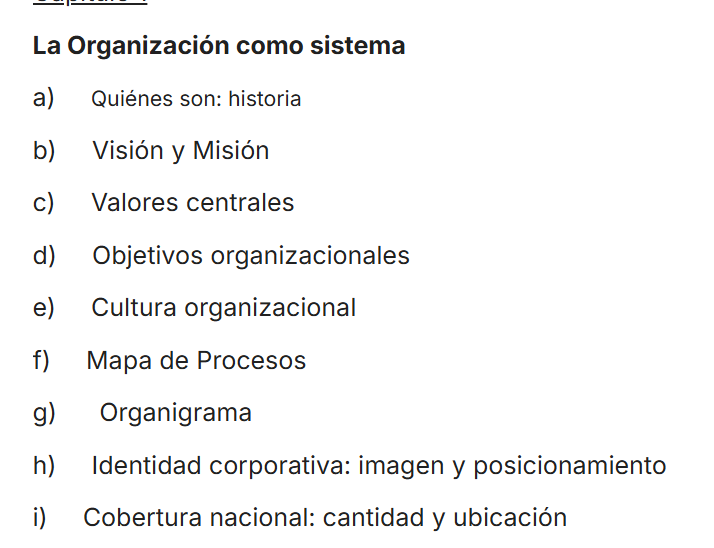 La Organización como sistema
a) Quiénes son: historia
b) Visión y Misión
c) Valores centrales
d) Objetivos organizacionales
e) Cultura organizacional
f) Mapa de Procesos
g) Organigrama
h) Identidad corporativa: imagen y posicionamiento
i) Cobertura nacional: cantidad y ubicación